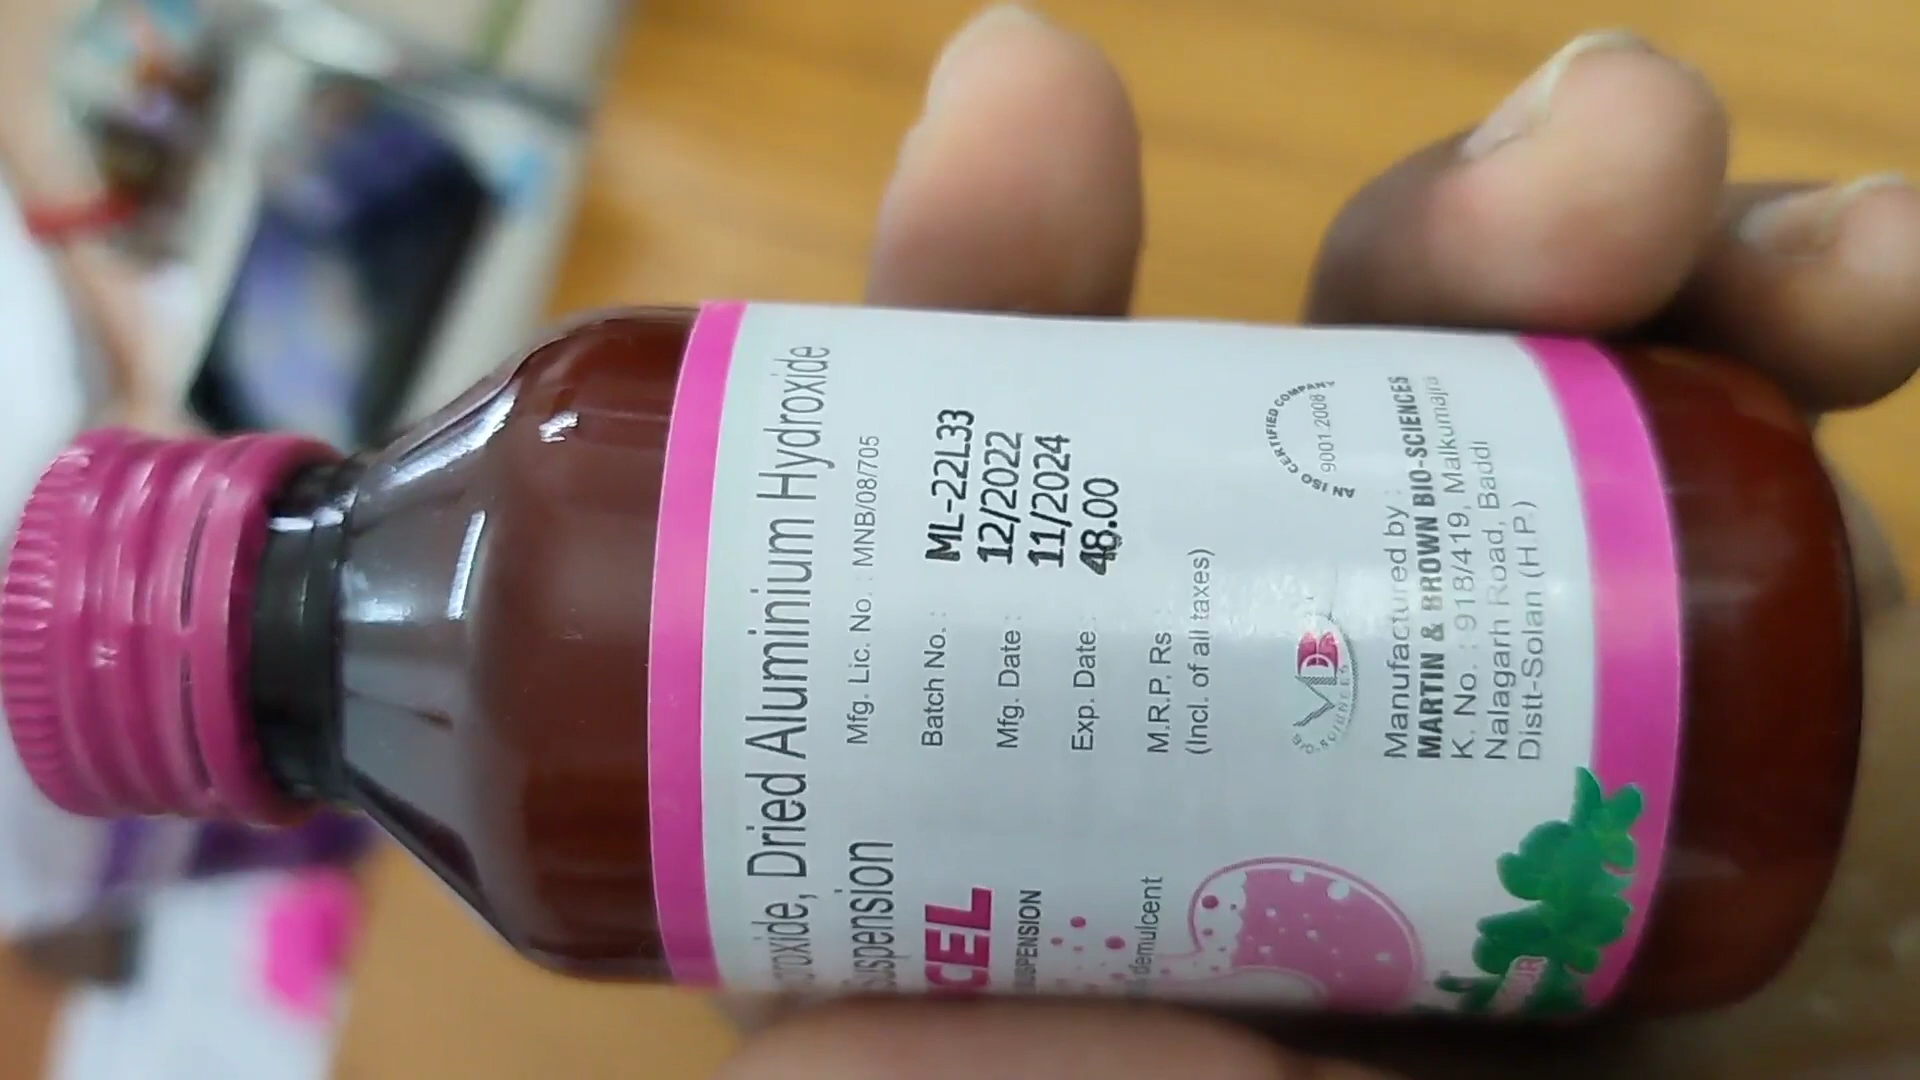 Dried Aluminium Hydroxide
Suspension
CEL
demulcent
Mfg. Lic. No. : MNB/08/705
Batch No. : ML-22L33
Mfg. Date : 12/2022
Exp. Date : 11/2024
M.R.P. Rs. 48.00
(Incl. of all taxes)
AN ISO CERTIFIED COMPANY
9001:2008
Manufactured by :
MARTIN & BROWN BIO-SCIENCES
K. No. : 918/419, Malkumajra
Nalagarh Road, Baddi
Distt-Solan (H.P.)